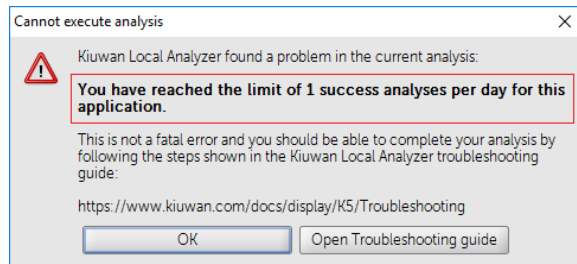 Cannot execute analysis
Kiuwan Local Analyzer found a problem in the current analysis:
You have reached the limit of 1 success analyses per day for this
application.
This is not a fatal error and you should be able to complete your analysis by
following the steps shown in the Kiuwan Local Analyzer troubleshooting
guide:
https://www.kiuwan.com/docs/display/K5/Troubleshooting
OK
Open Troubleshooting guide